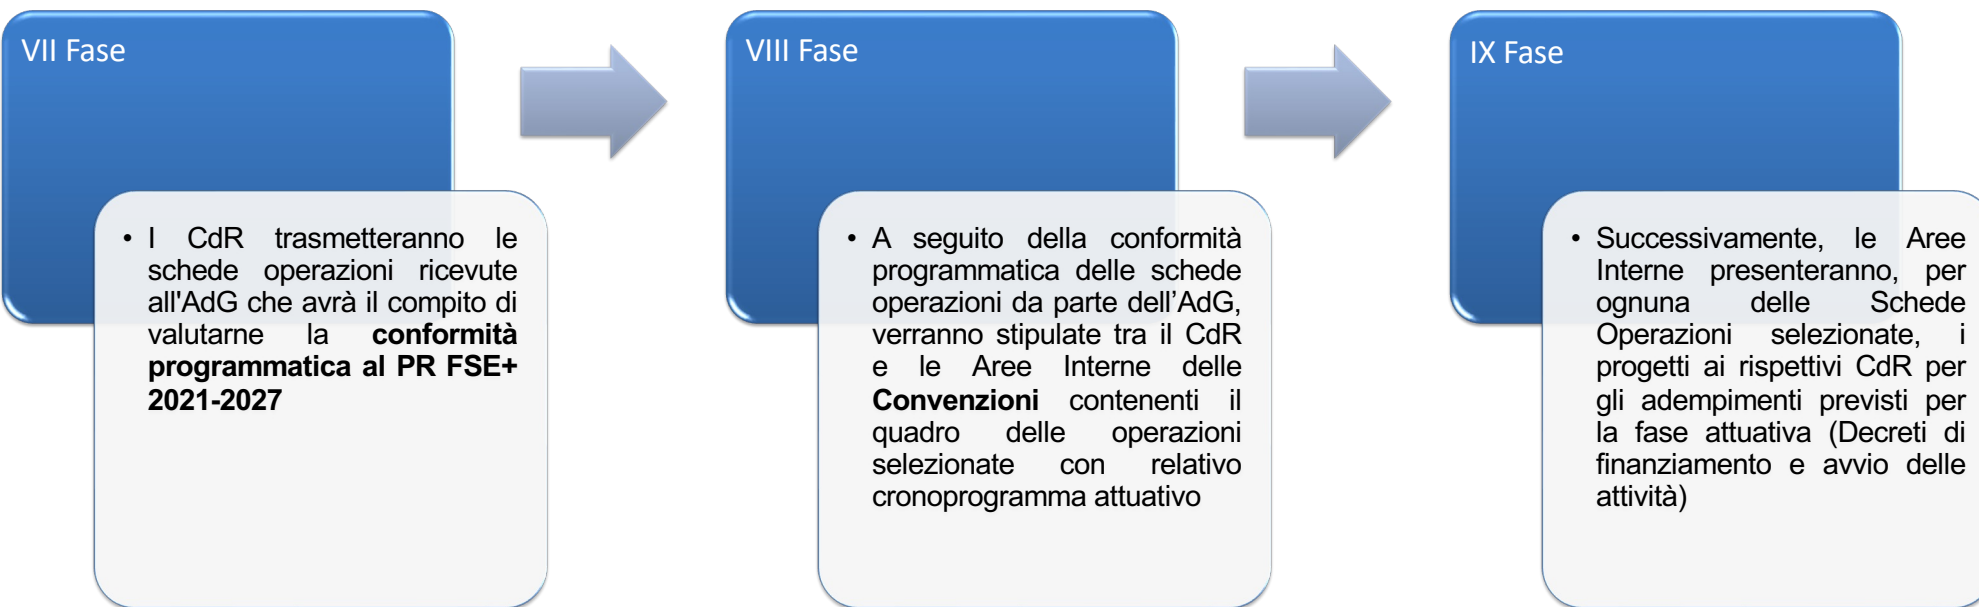 VII Fase
• I CdR trasmetteranno le
schede operazioni ricevute
all'AdG che avrà il compito di
valutarne la conformità
programmatica al PR FSE+
2021-2027
VIII Fase
• A seguito della conformità
programmatica delle schede
operazioni da parte dell’AdG,
verranno stipulate tra il CdR
e le Aree Interne delle
Convenzioni contenenti il
quadro delle operazioni
selezionate con relativo
cronoprogramma attuativo
IX Fase
• Successivamente, le Aree
Interne presenteranno, per
ognuna delle Schede
Operazioni selezionate, i
progetti ai rispettivi CdR per
gli adempimenti previsti per
la fase attuativa (Decreti di
finanziamento e avvio delle
attività)